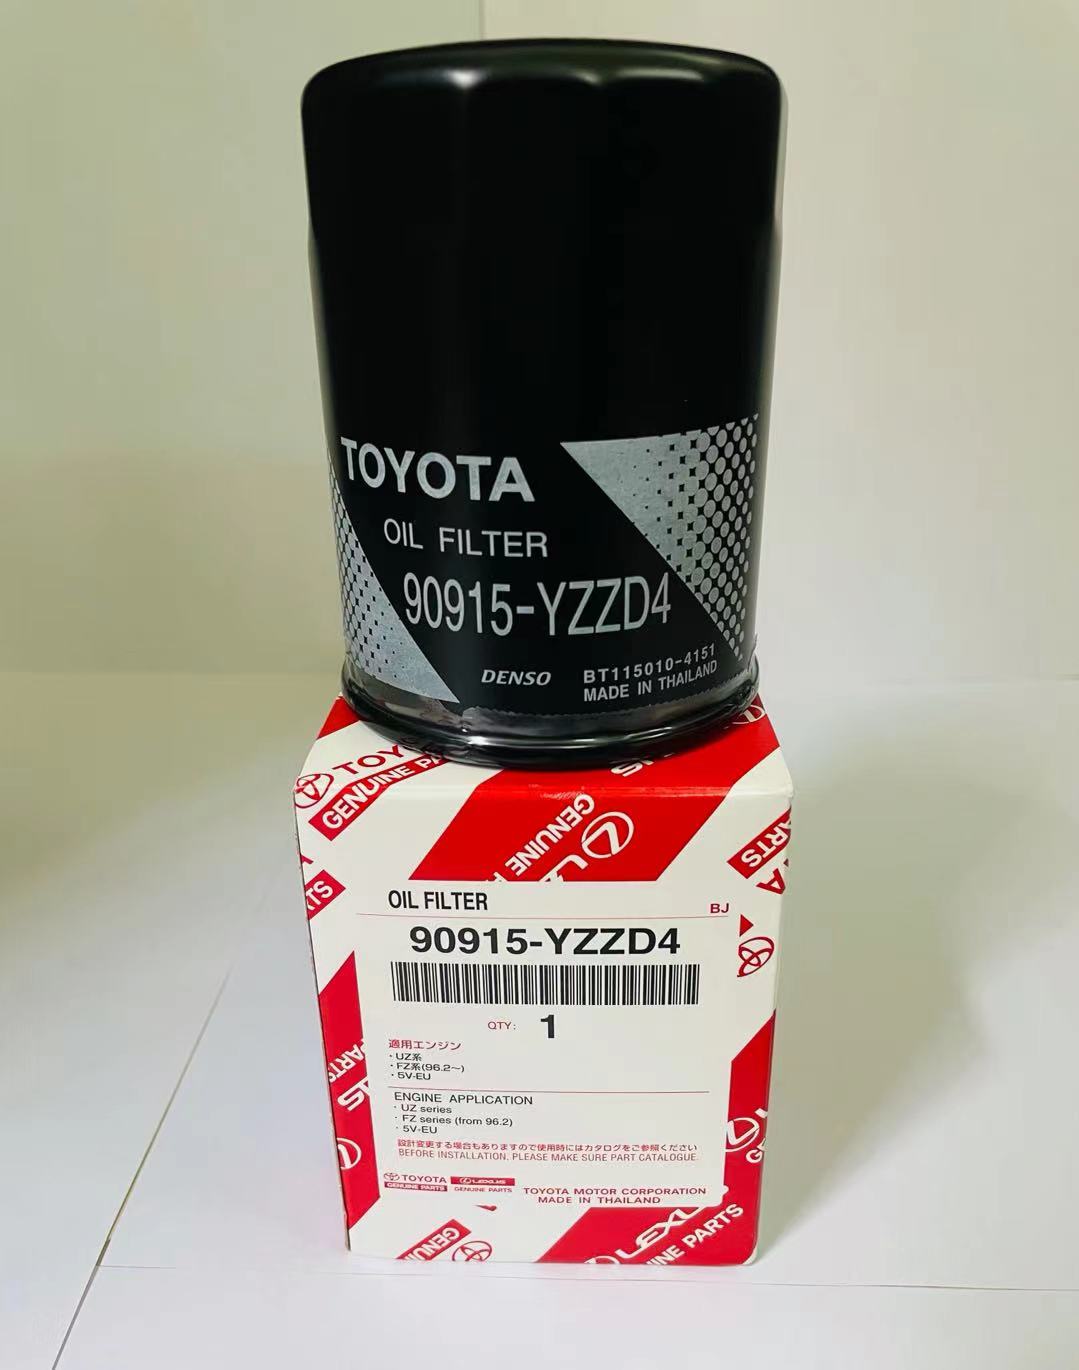 TOYOTA
OIL FILTER
90915-YZZD4
DENSO BT115010-4151
MADE IN THAILAND
TOY
GENUINE PA
GENUINE P
PARTS
OIL FILTER
BJ
90915-YZZD4
QTY: 1
適用エンジン
・UZ系
・FZ系(96.2~)
・5V-EU
ENGINE APPLICATION
・UZ series
・FZ series (from 96.2)
・5V-EU
設計変更する場合もありますので使用時にはカタログをご参照ください
BEFORE INSTALLATION, PLEASE MAKE SURE PART CATALOGUE.
TOYOTA LEXUS
GENUINE PARTS GENUINE PARTS
TOYOTA MOTOR CORPORATION
MADE IN THAILAND
GENUI
LEXU
INE PARTS